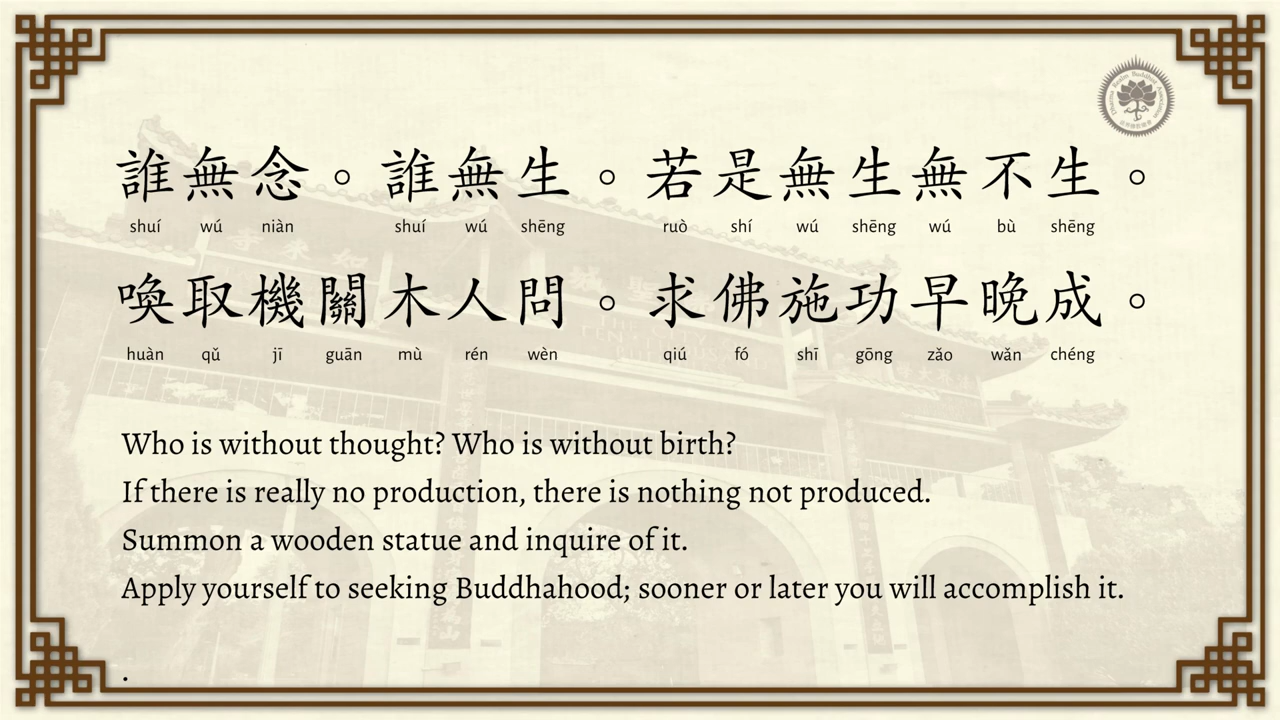 Dharma Realm Buddhist Association
誰無念。誰無生。若是無生無不生。
shuí wú niàn shuí wú shēng ruò shí wú shēng wú bù shēng
喚取機關木人問。求佛施功早晚成。
huàn qǔ jī guān mù rén wèn qiú fó shī gōng zǎo wǎn chéng
Who is without thought? Who is without birth?
If there is really no production, there is nothing not produced.
Summon a wooden statue and inquire of it.
Apply yourself to seeking Buddhahood; sooner or later you will accomplish it.
.